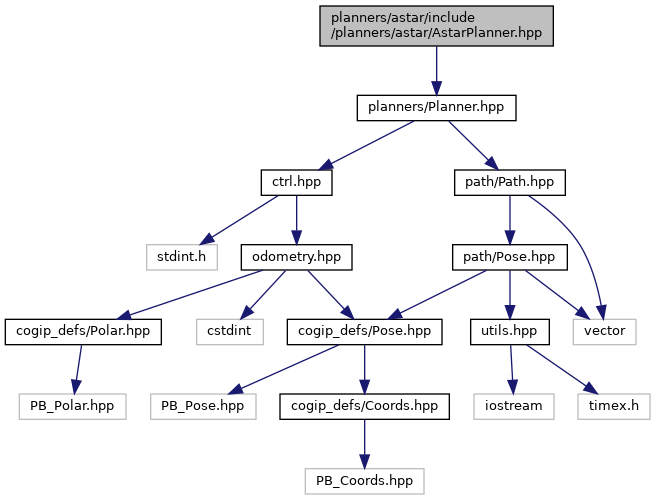 planners/astar/include
/planners/astar/AstarPlanner.hpp
planners/Planner.hpp
ctrl.hpp
path/Path.hpp
stdint.h
odometry.hpp
path/Pose.hpp
cogip_defs/Polar.hpp
cstdint
cogip_defs/Pose.hpp
utils.hpp
vector
PB_Polar.hpp
PB_Pose.hpp
cogip_defs/Coords.hpp
iostream
timex.h
PB_Coords.hpp